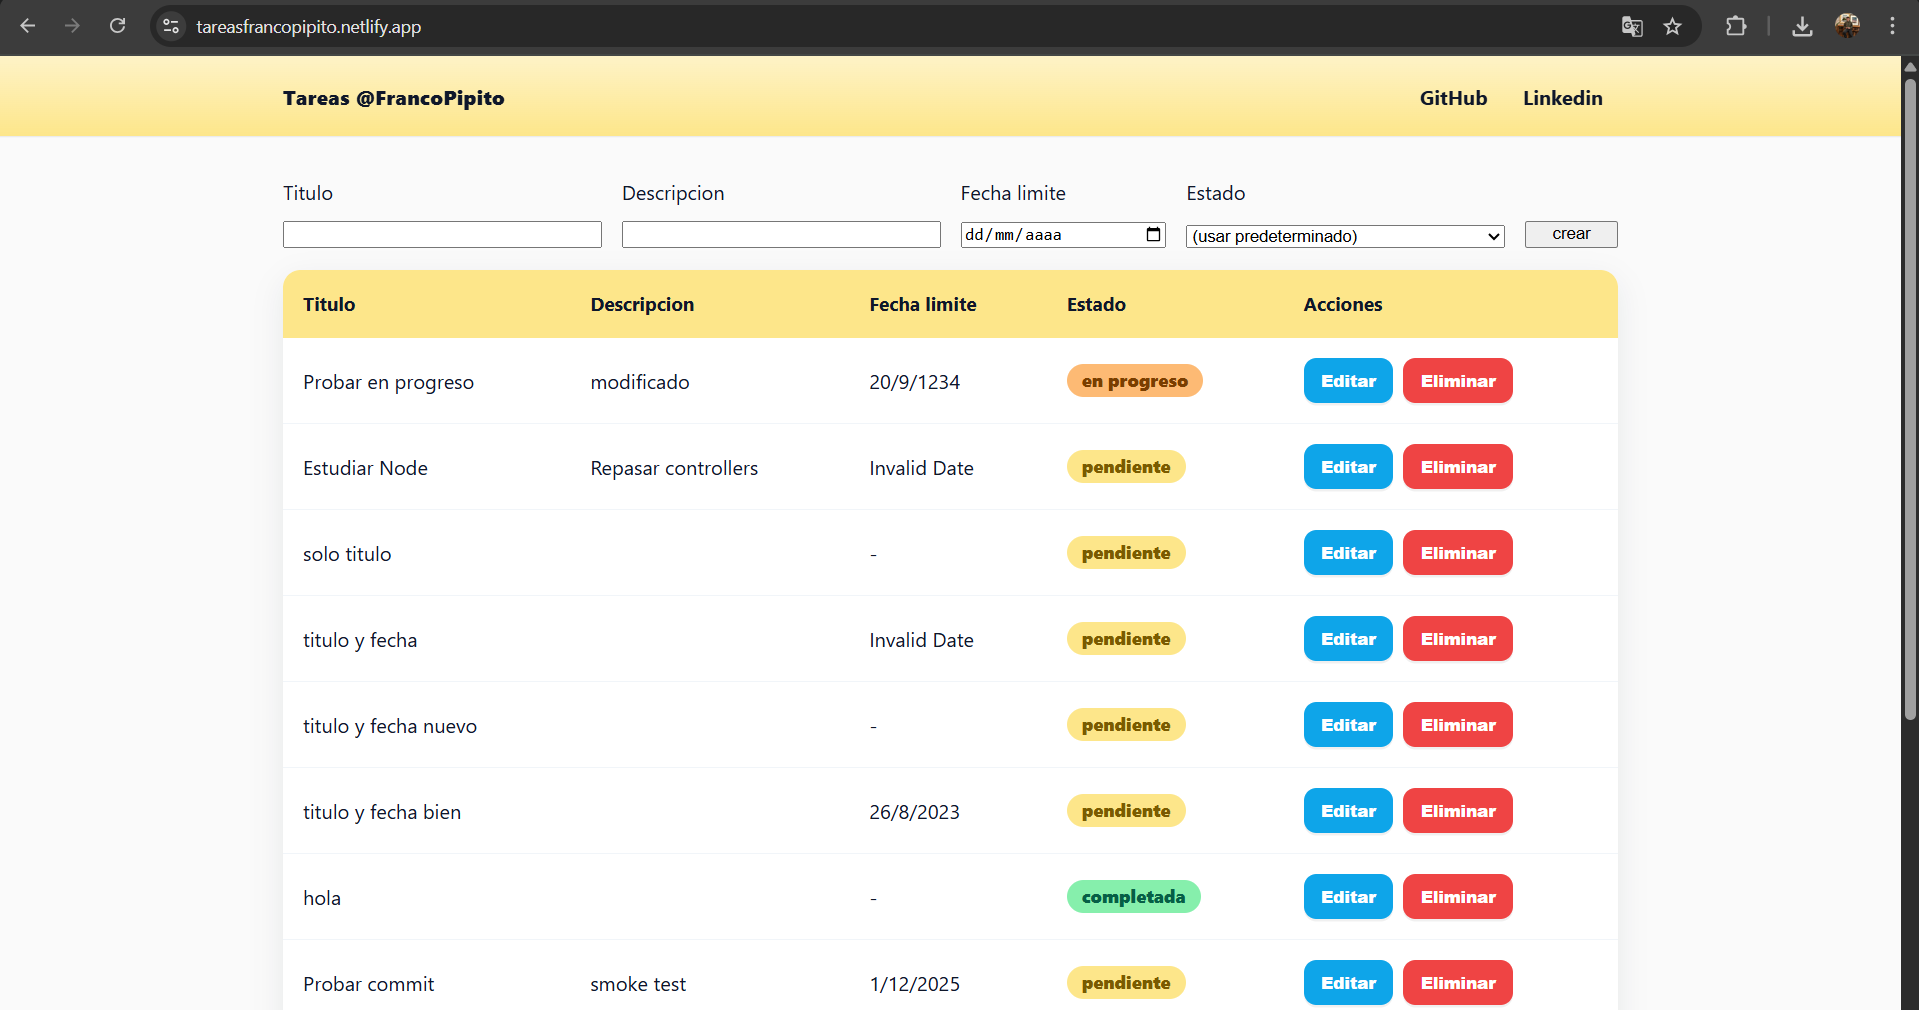 tareasfrancopipito.netlify.app
Tareas @FrancoPipito GitHub Linkedin
Titulo Descripcion Fecha limite Estado
dd/mm/aaaa (usar predeterminado) crear
Titulo Descripcion Fecha limite Estado Acciones
Probar en progreso modificado 20/9/1234 en progreso Editar Eliminar
Estudiar Node Repasar controllers Invalid Date pendiente Editar Eliminar
solo titulo - pendiente Editar Eliminar
titulo y fecha Invalid Date pendiente Editar Eliminar
titulo y fecha nuevo - pendiente Editar Eliminar
titulo y fecha bien 26/8/2023 pendiente Editar Eliminar
hola - completada Editar Eliminar
Probar commit smoke test 1/12/2025 pendiente Editar Eliminar